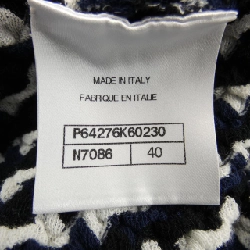 MADE IN ITALY
FABRIQUE EN ITALIE
P64276K60230
N7086 40